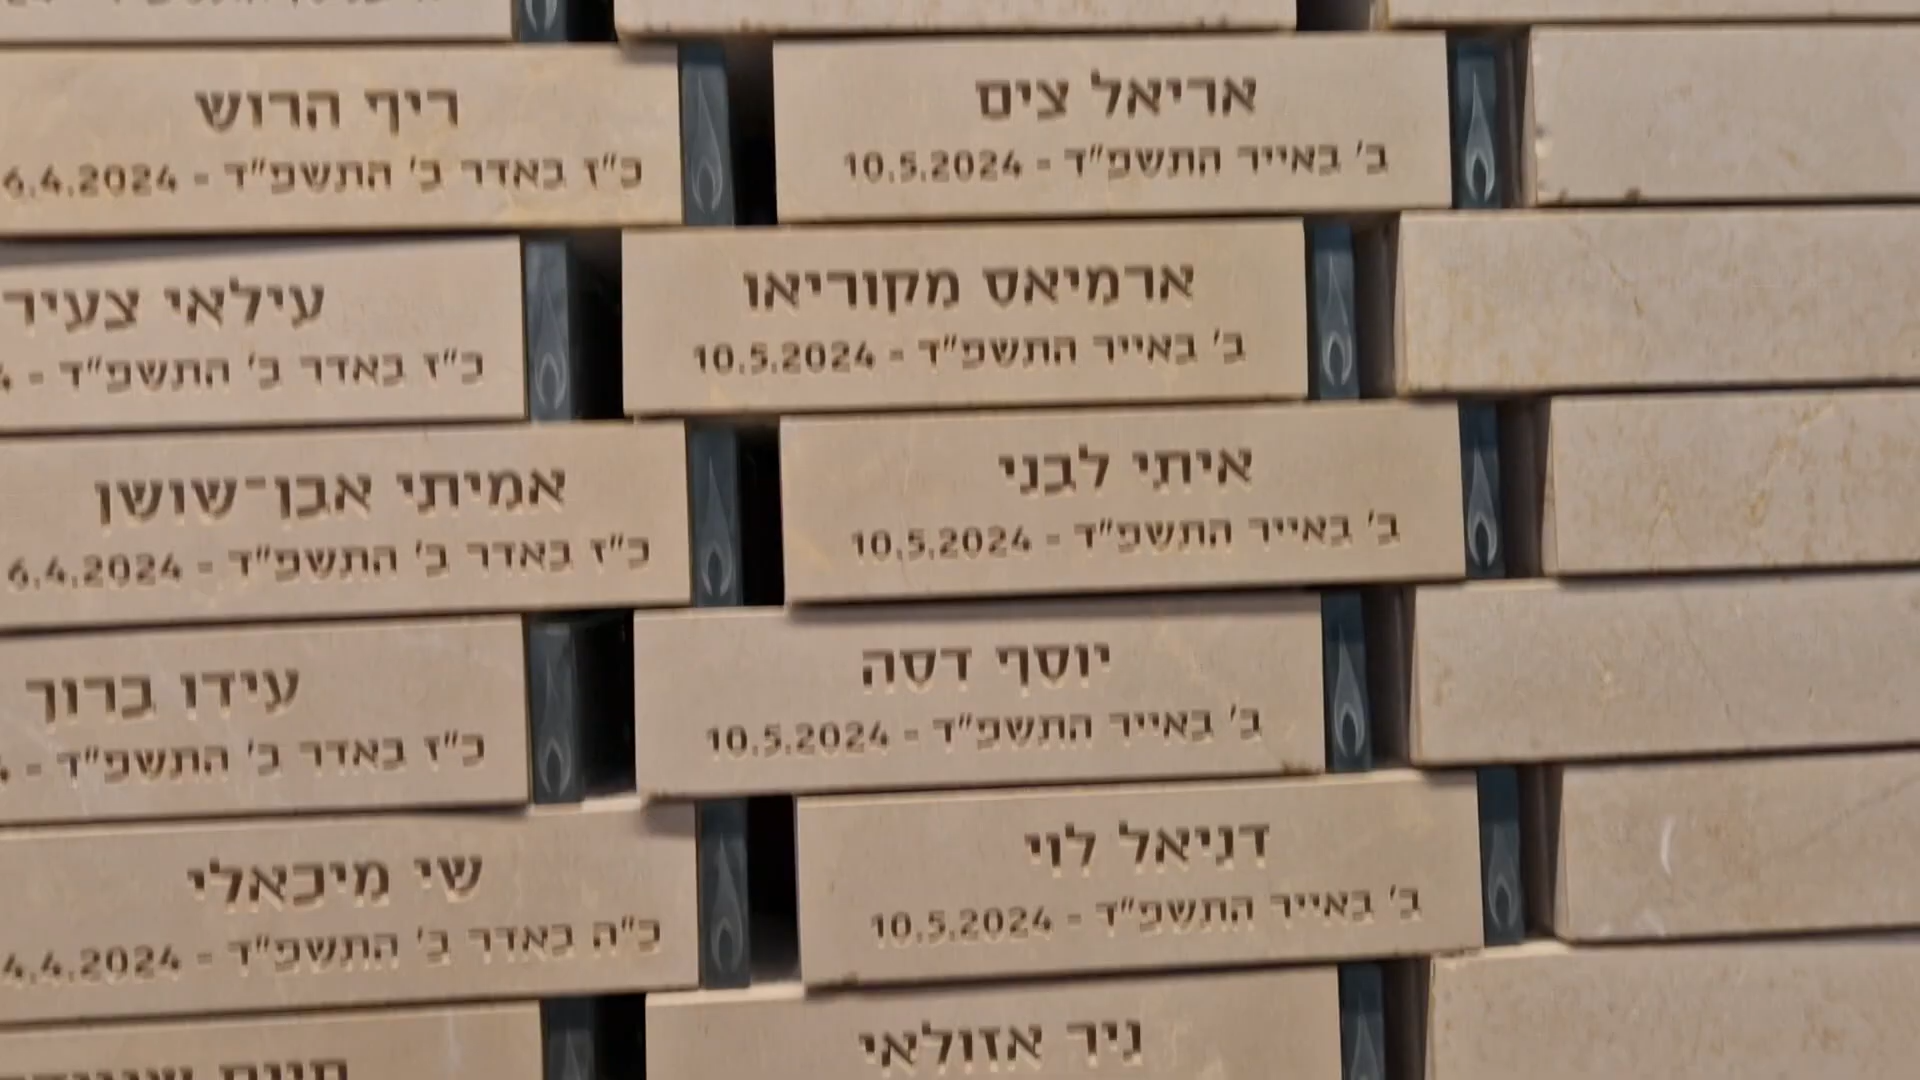 אריאל צים
ב׳ באייר התשפ״ד - 10.5.2024
ריף הרוש
כ״ז באדר ב׳ התשפ״ד - 6.4.2024
ארמיאס מקוריאו
ב׳ באייר התשפ״ד - 10.5.2024
עילאי צעיר
כ״ז באדר ב׳ התשפ״ד -
איתי לבני
ב׳ באייר התשפ״ד - 10.5.2024
אמיתי אבן־שושן
כ״ז באדר ב׳ התשפ״ד - 6.4.2024
יוסף דסה
ב׳ באייר התשפ״ד - 10.5.2024
עידו ברוך
כ״ז באדר ב׳ התשפ״ד -
דניאל לוי
ב׳ באייר התשפ״ד - 10.5.2024
שי מיכאלי
כ״ה באדר ב׳ התשפ״ד - 4.4.2024
ניר אזולאי